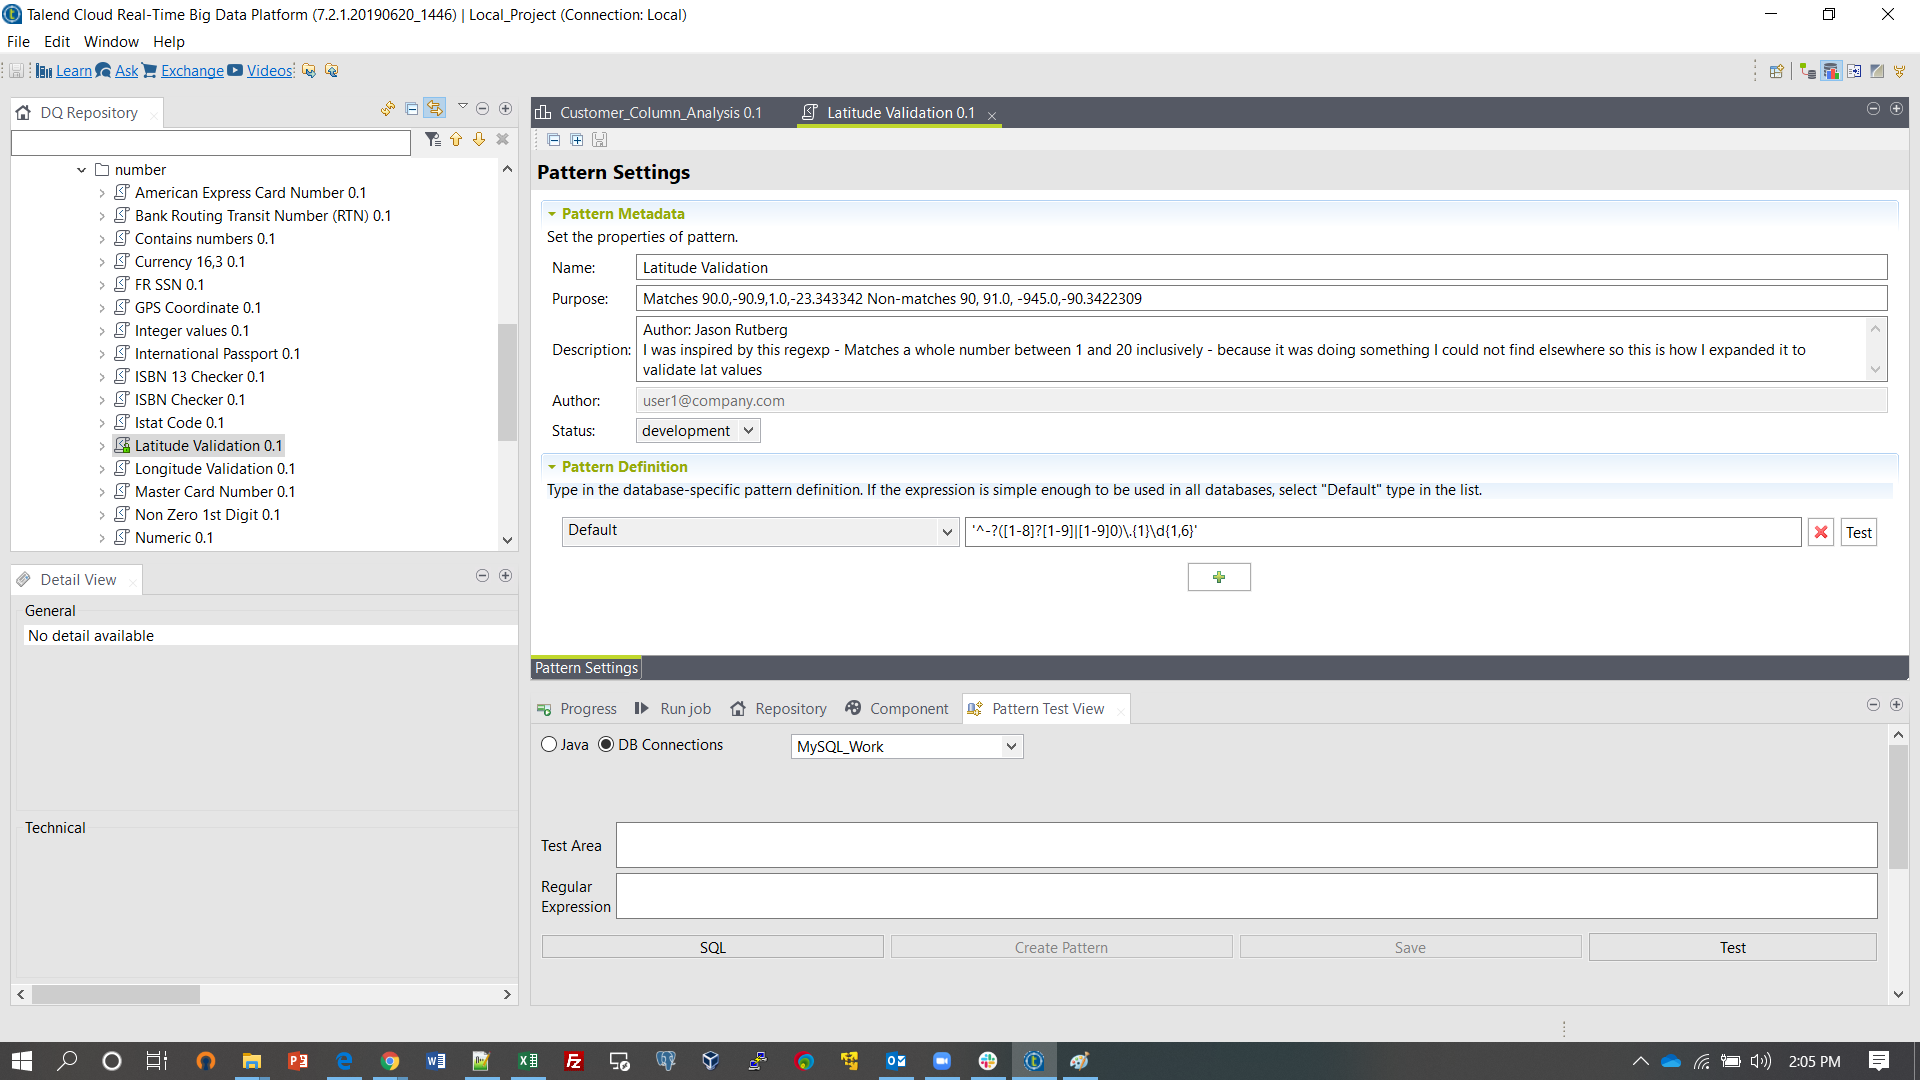 Talend Cloud Real-Time Big Data Platform (7.2.1.20190620_1446) | Local_Project (Connection: Local)
File Edit Window Help
Learn Ask Exchange Videos
DQ Repository
number
American Express Card Number 0.1
Bank Routing Transit Number (RTN) 0.1
Contains numbers 0.1
Currency 16,3 0.1
FR SSN 0.1
GPS Coordinate 0.1
Integer values 0.1
International Passport 0.1
ISBN 13 Checker 0.1
ISBN Checker 0.1
Istat Code 0.1
Latitude Validation 0.1
Longitude Validation 0.1
Master Card Number 0.1
Non Zero 1st Digit 0.1
Numeric 0.1
Detail View
General
No detail available
Technical
Customer_Column_Analysis 0.1 Latitude Validation 0.1
Pattern Settings
Pattern Metadata
Set the properties of pattern.
Name: Latitude Validation
Purpose: Matches 90.0,-90.9,1.0,-23.343342 Non-matches 90, 91.0, -945.0,-90.3422309
Author: Jason Rutberg
Description: I was inspired by this regexp - Matches a whole number between 1 and 20 inclusively - because it was doing something I could not find elsewhere so this is how I expanded it to
validate lat values
Author: user1@company.com
Status: development
Pattern Definition
Type in the database-specific pattern definition. If the expression is simple enough to be used in all databases, select "Default" type in the list.
Default '^-?([1-8]?[1-9]|[1-9]0)\.{1}\d{1,6}' Test
Pattern Settings
Progress Run job Repository Component Pattern Test View
Java DB Connections MySQL_Work
Test Area
Regular
Expression
SQL Create Pattern Save Test
2:05 PM